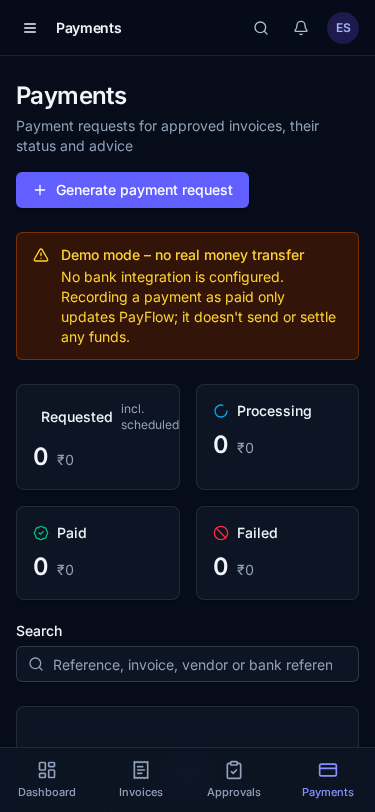 Payments
ES
Payments
Payment requests for approved invoices, their
status and advice
Generate payment request
Demo mode – no real money transfer
No bank integration is configured.
Recording a payment as paid only
updates PayFlow; it doesn't send or settle
any funds.
Requested
incl.
scheduled
0 ₹0
Processing
0 ₹0
Paid
0 ₹0
Failed
0 ₹0
Search
Reference, invoice, vendor or bank referen
Dashboard
Invoices
Approvals
Payments